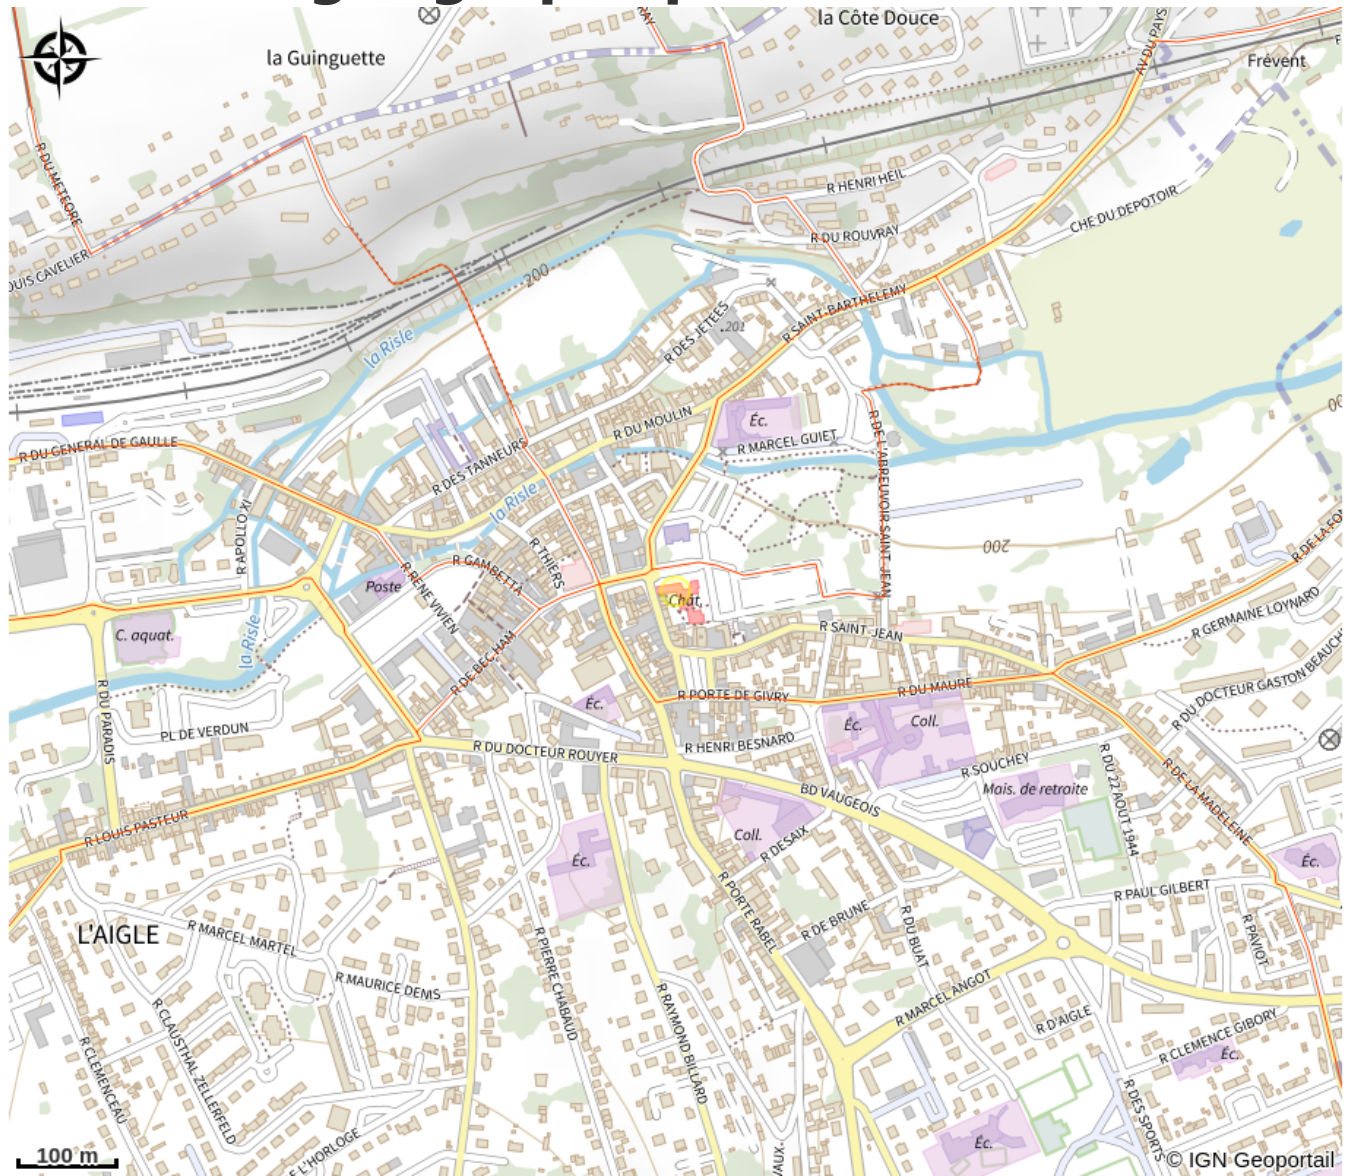 la Côte Douce
la Guinguette
AV DU PAYS
Frévent
R DU METEORE
R HENRI HEIL
CHE DU DEPOTOIR
R DU ROUVRAY
OUIS CAVELIER
200
la Risle
R SAINT-BARTHELEMY
R DES JETEES
.201
R DU MOULIN
Éc.
R MARCEL GUIET
R DU GENERAL DE GAULLE
R DES TANNEURS
R DE L'ABREUVOIR SAINT-JEAN
la Risle
R APOLLO XI
200
R DE LA FON
R THIERS
R GAMBETTA
Poste
R RENE VIVIEN
Chât.
R GERMAINE LOYNARD
C. aquat.
la Risle
R SAINT-JEAN
R DE BEC HAM
R DU DOCTEUR GASTON BEAUCH
R DU PARADIS
R PORTE DE GIVRY
R DU MAURE
Éc.
Éc.
Coll.
PL DE VERDUN
R HENRI BESNARD
R DU DOCTEUR ROUYER
R SOUCHEY
R DU 22 AOUT 1944
R DE LA MADELEINE
Mais. de retraite
BD VAUGEOIS
R LOUIS PASTEUR
Coll.
R DESAIX
Éc.
Éc.
R PORTE RABEL
R PAUL GILBERT
L'AIGLE
R MARCEL MARTEL
R DE BRUNE
R DU BUAT
R PAVIOT
R PIERRE CHABAUD
R MAURICE DENIS
R MARCEL ANGOT
R RAYMOND BILLARD
R CLAUSTHAL-ZELLERFELD
R D'AIGLE
R CLEMENCE GIBORY
Éc.
R CLEMENCEAU
R DES SPORTS
E L'HORLOGE
VAUX-
Éc.
100 m
© IGN Geoportail